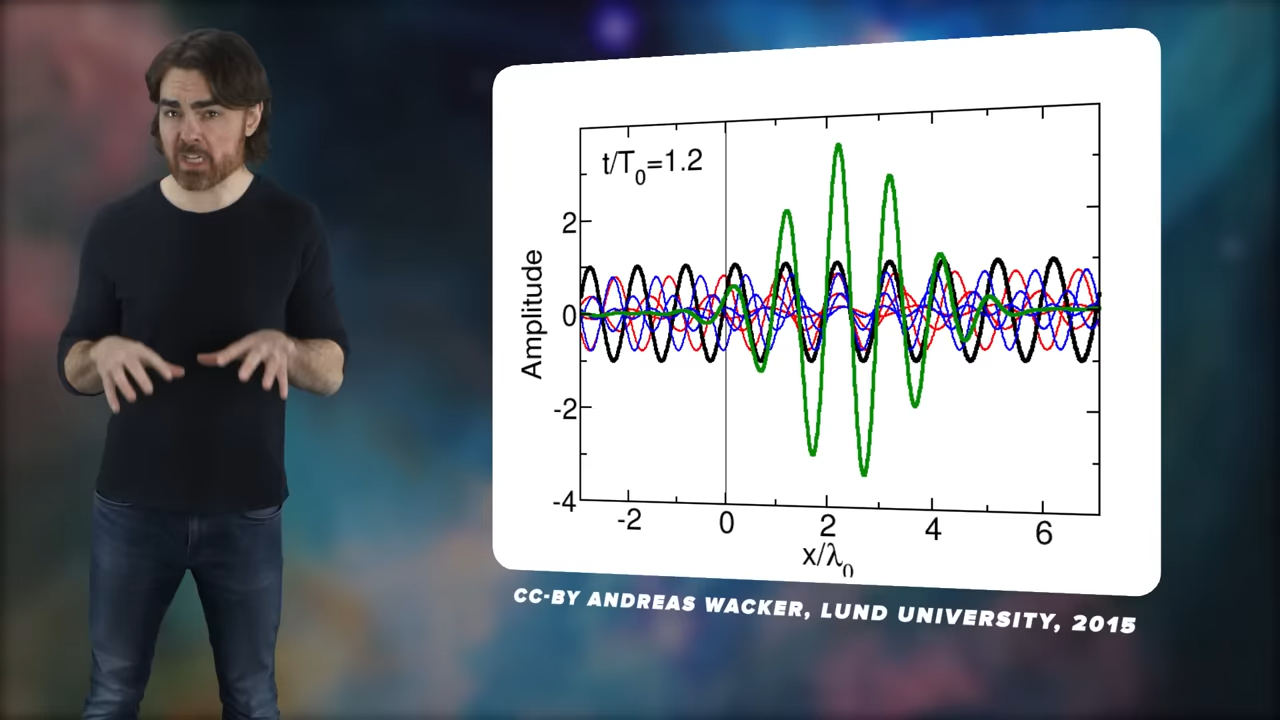 t/T₀=1.2
Amplitude
2
0
-2
-4
-2 0 2 4 6
x/λ₀
CC-BY ANDREAS WACKER, LUND UNIVERSITY, 2015